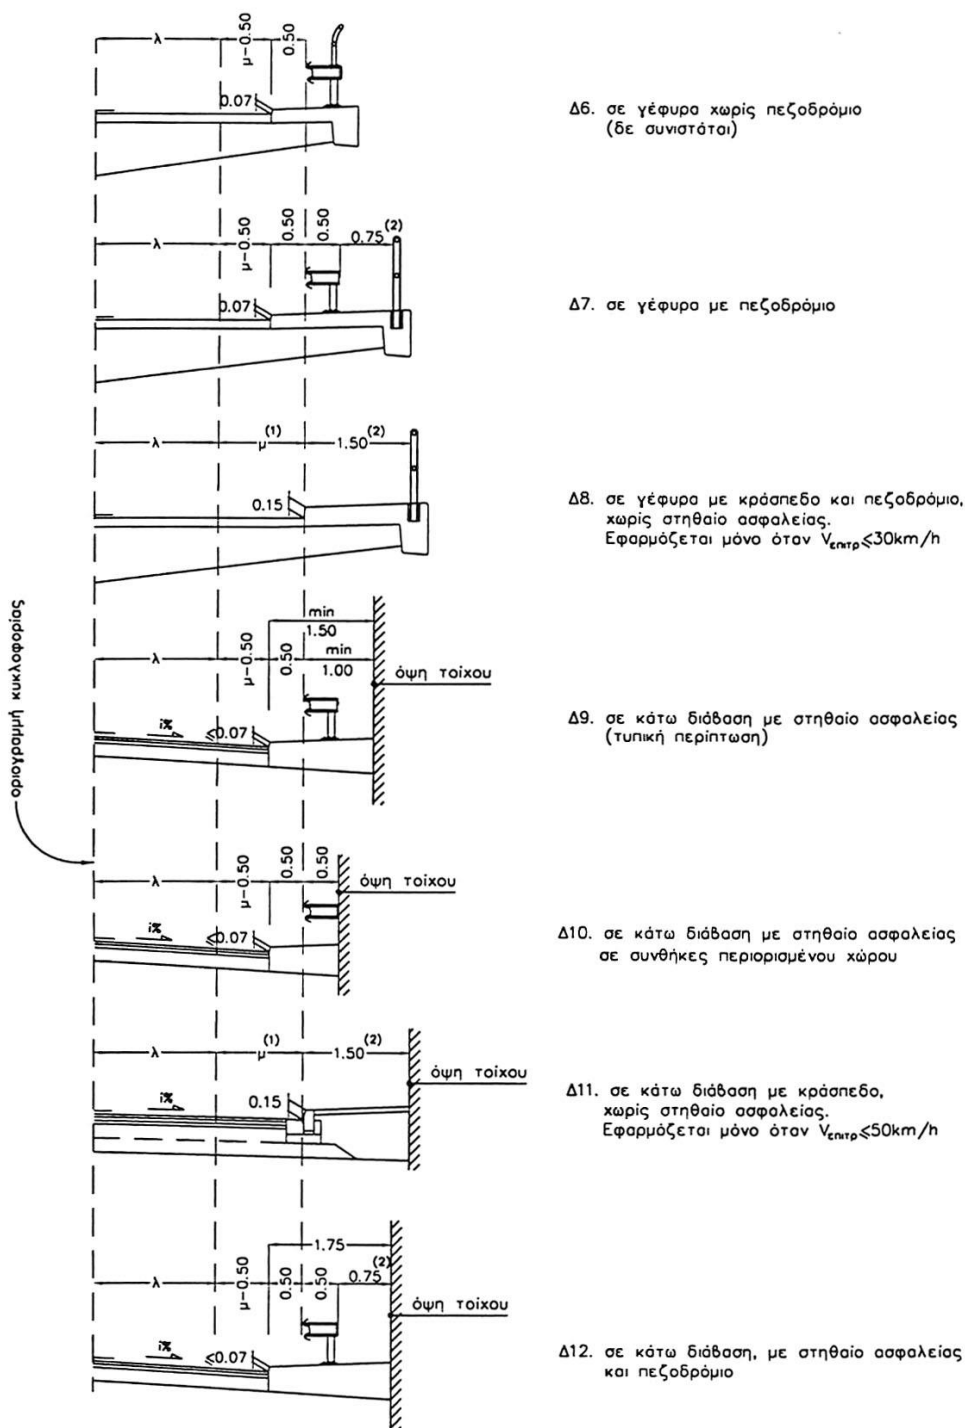 λ
μ-0.50
0.50
0.07
Δ6. σε γέφυρα χωρίς πεζοδρόμιο
(δε συνιστάται)
λ
μ-0.50
0.50
0.50
0.75(2)
0.07
Δ7. σε γέφυρα με πεζοδρόμιο
λ
μ(1)
1.50(2)
0.15
Δ8. σε γέφυρα με κράσπεδο και πεζοδρόμιο,
χωρίς στηθαίο ασφαλείας.
Εφαρμόζεται μόνο όταν Vεπιτρ≤30km/h
οριογραμμή κυκλοφορίας
min
1.50
λ
μ-0.50
0.50
min
1.00
όψη τοίχου
i%
≤0.07
Δ9. σε κάτω διάβαση με στηθαίο ασφαλείας
(τυπική περίπτωση)
λ
μ-0.50
0.50
0.50
όψη τοίχου
i%
≤0.07
Δ10. σε κάτω διάβαση με στηθαίο ασφαλείας
σε συνθήκες περιορισμένου χώρου
λ
μ(1)
1.50(2)
όψη τοίχου
i%
0.15
Δ11. σε κάτω διάβαση με κράσπεδο,
χωρίς στηθαίο ασφαλείας.
Εφαρμόζεται μόνο όταν Vεπιτρ≤50km/h
1.75
λ
μ-0.50
0.50
0.50
0.75(2)
όψη τοίχου
i%
≤0.07
Δ12. σε κάτω διάβαση, με στηθαίο ασφαλείας
και πεζοδρόμιο